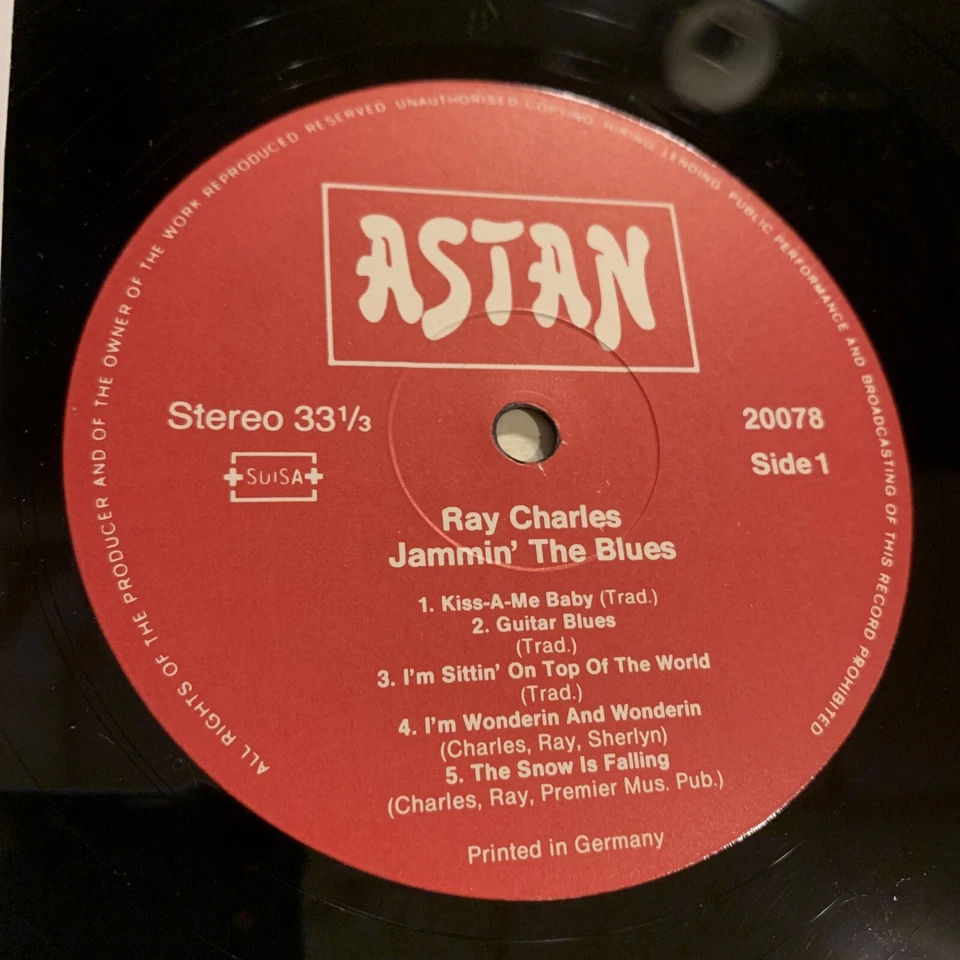 ALL RIGHTS OF THE PRODUCER AND OF THE OWNER OF THE WORK REPRODUCED RESERVED UNAUTHORISED COPYING, HIRING, LENDING, PUBLIC PERFORMANCE AND BROADCASTING OF THIS RECORD PROHIBITED
ASTAN
Stereo 33⅓
20078
SUISA
Side 1
Ray Charles
Jammin' The Blues
1. Kiss-A-Me Baby (Trad.)
2. Guitar Blues
(Trad.)
3. I'm Sittin' On Top Of The World
(Trad.)
4. I'm Wonderin And Wonderin
(Charles, Ray, Sherlyn)
5. The Snow Is Falling
(Charles, Ray, Premier Mus. Pub.)
Printed in Germany